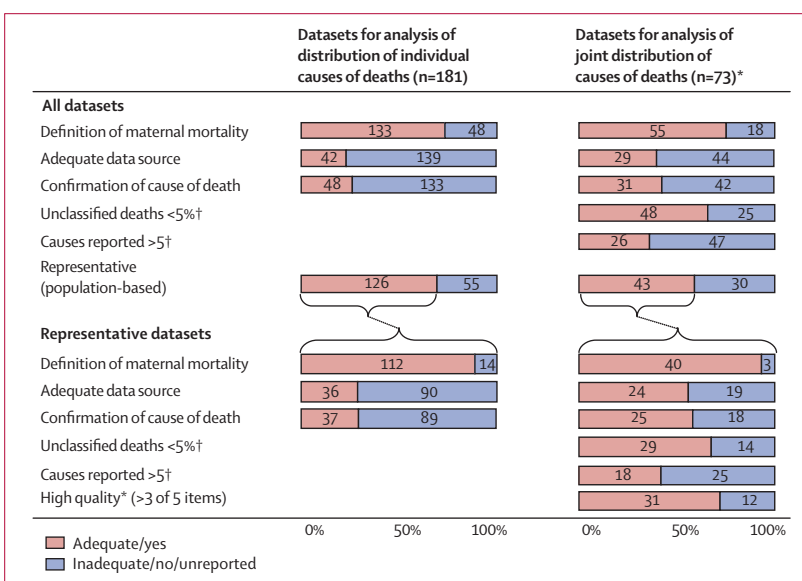 Datasets for analysis of
distribution of individual
causes of deaths (n=181)
Datasets for analysis of
joint distribution of
causes of deaths (n=73)*
All datasets
Definition of maternal mortality 133 48 55 18
Adequate data source 42 139 29 44
Confirmation of cause of death 48 133 31 42
Unclassified deaths <5%† 48 25
Causes reported >5† 26 47
Representative
(population-based) 126 55 43 30
Representative datasets
Definition of maternal mortality 112 14 40 3
Adequate data source 36 90 24 19
Confirmation of cause of death 37 89 25 18
Unclassified deaths <5%† 29 14
Causes reported >5† 18 25
High quality* (>3 of 5 items) 31 12
0% 50% 100% 0% 50% 100%
Adequate/yes
Inadequate/no/unreported